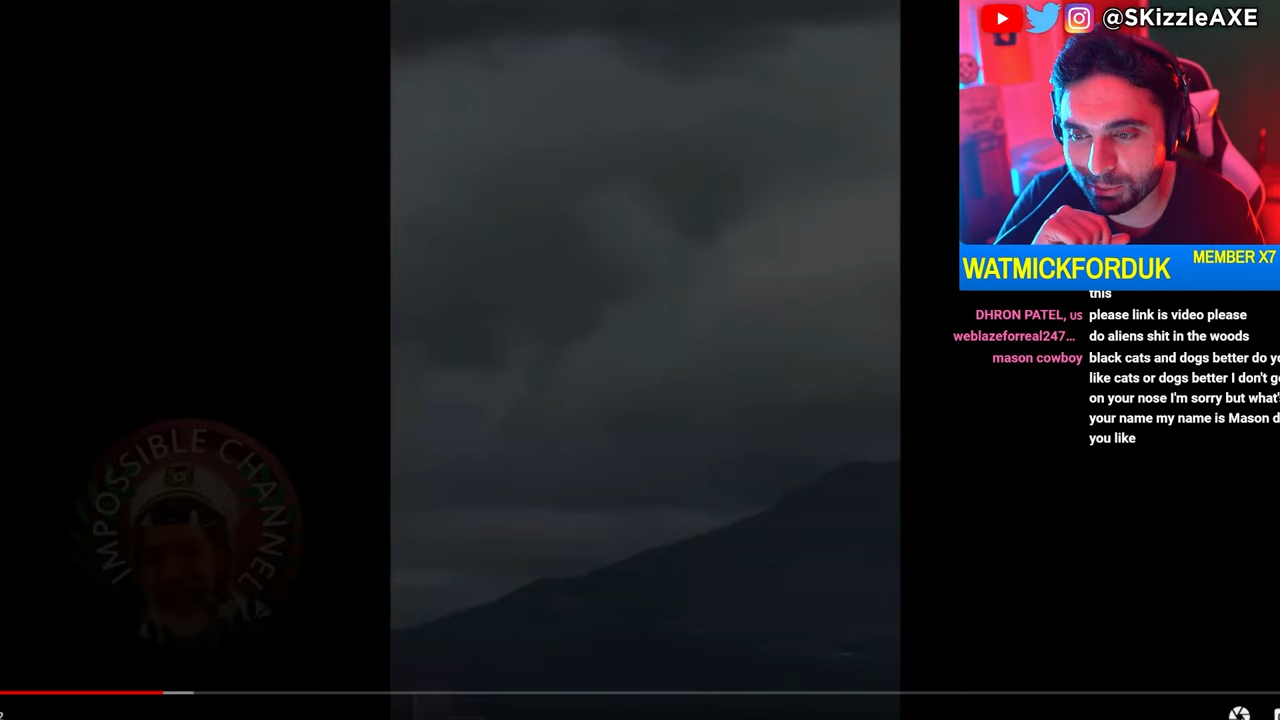 @SKizzleAXE
WATMICKFORDUK
MEMBER X7
this
DHRON PATEL, US please link is video please
weblazeforreal247... do aliens shit in the woods
mason cowboy black cats and dogs better do
like cats or dogs better I don't
on your nose I'm sorry but what'
your name my name is Mason
you like
IMPOSSIBLE CHANNEL